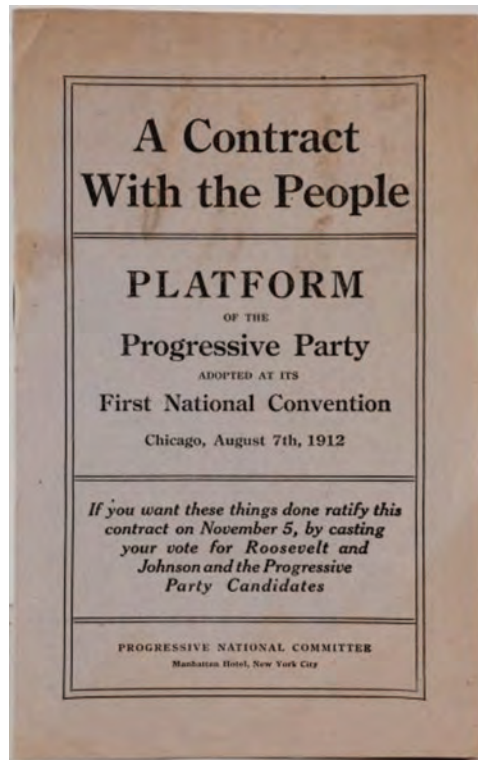 A Contract
With the People
PLATFORM
OF THE
Progressive Party
ADOPTED AT ITS
First National Convention
Chicago, August 7th, 1912
If you want these things done ratify this
contract on November 5, by casting
your vote for Roosevelt and
Johnson and the Progressive
Party Candidates
PROGRESSIVE NATIONAL COMMITTEE
Manhattan Hotel, New York City